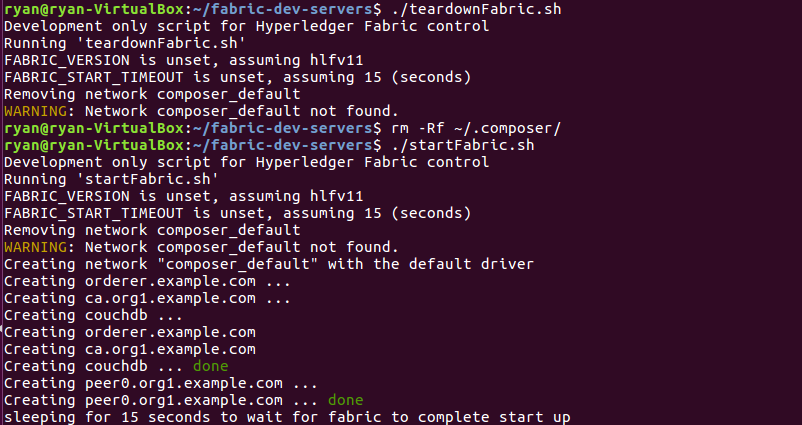 ryan@ryan-VirtualBox:~/fabric-dev-servers$ ./teardownFabric.sh
Development only script for Hyperledger Fabric control
Running 'teardownFabric.sh'
FABRIC_VERSION is unset, assuming hlfv11
FABRIC_START_TIMEOUT is unset, assuming 15 (seconds)
Removing network composer_default
WARNING: Network composer_default not found.
ryan@ryan-VirtualBox:~/fabric-dev-servers$ rm -Rf ~/.composer/
ryan@ryan-VirtualBox:~/fabric-dev-servers$ ./startFabric.sh
Development only script for Hyperledger Fabric control
Running 'startFabric.sh'
FABRIC_VERSION is unset, assuming hlfv11
FABRIC_START_TIMEOUT is unset, assuming 15 (seconds)
Removing network composer_default
WARNING: Network composer_default not found.
Creating network "composer_default" with the default driver
Creating orderer.example.com ...
Creating ca.org1.example.com ...
Creating couchdb ...
Creating orderer.example.com
Creating ca.org1.example.com
Creating couchdb ... done
Creating peer0.org1.example.com ...
Creating peer0.org1.example.com ... done
sleeping for 15 seconds to wait for fabric to complete start up